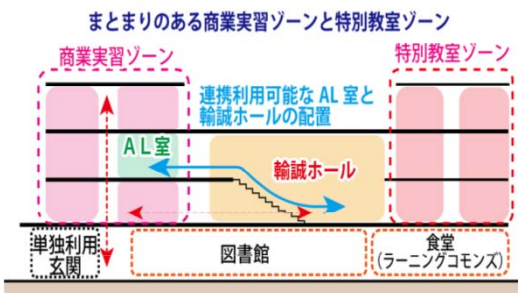 まとまりのある商業実習ゾーンと特別教室ゾーン
商業実習ゾーン
特別教室ゾーン
連携利用可能な AL 室と
輪誠ホールの配置
AL室
輪誠ホール
単独利用
玄関
図書館
食堂
(ラーニングコモンズ)